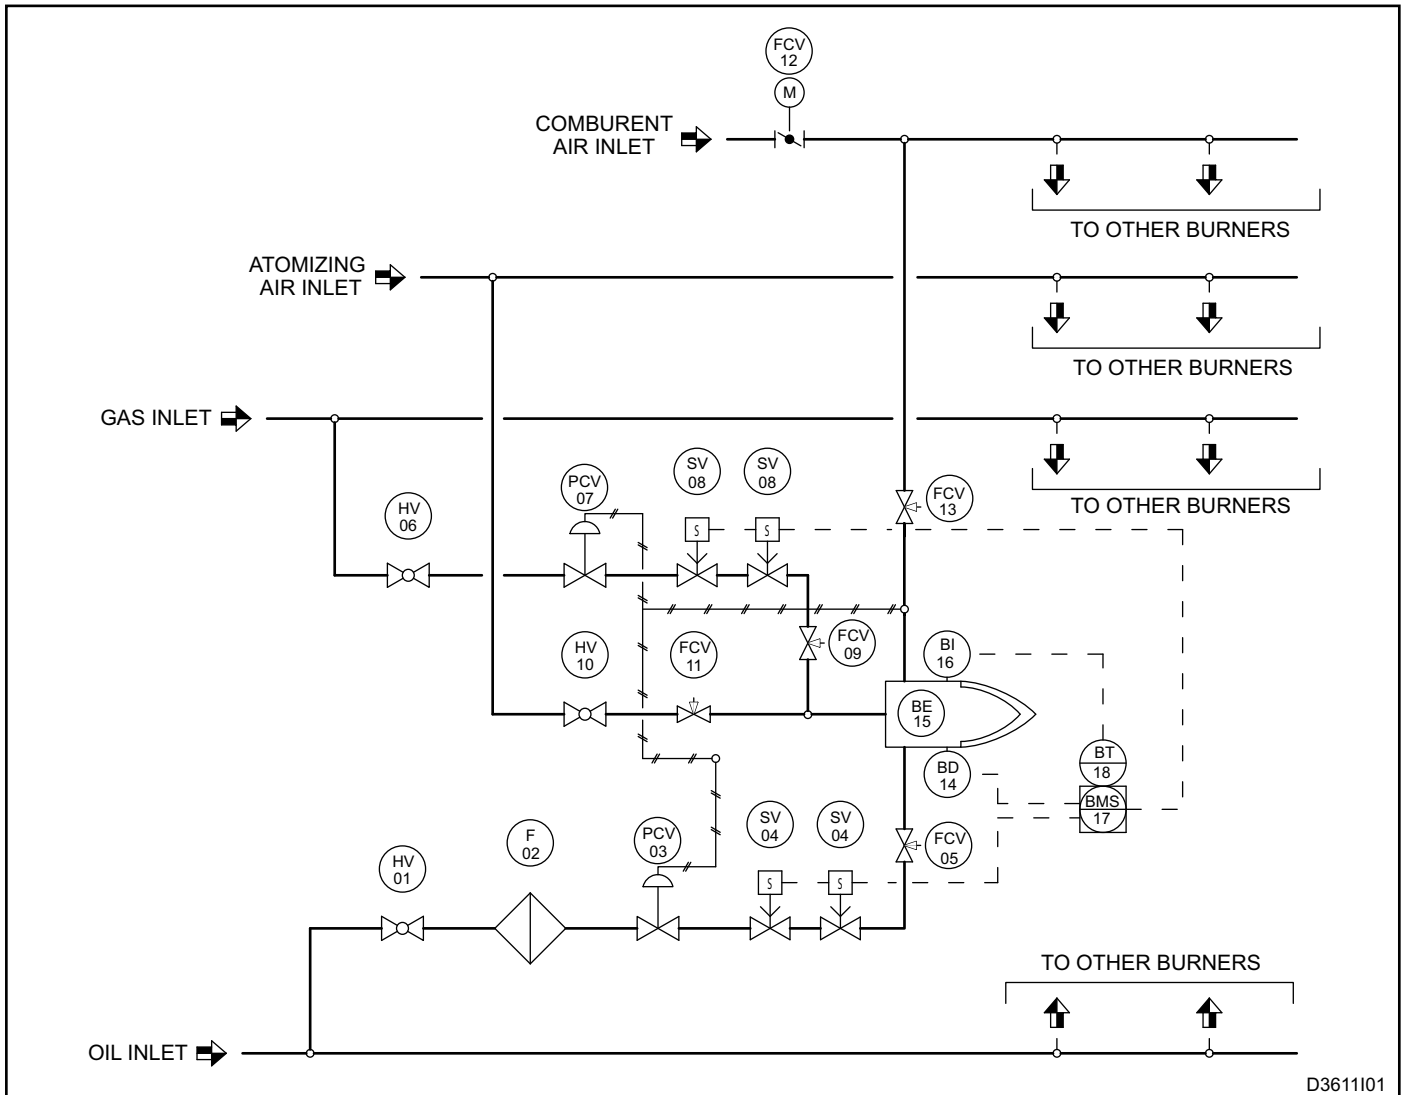 FCV
12
M
COMBURENT
AIR INLET
TO OTHER BURNERS
ATOMIZING
AIR INLET
TO OTHER BURNERS
GAS INLET
TO OTHER BURNERS
HV
06
PCV
07
SV
08
SV
08
FCV
13
S
S
HV
10
FCV
11
FCV
09
BI
16
BE
15
BD
14
BT
18
BMS
17
HV
01
F
02
PCV
03
SV
04
SV
04
FCV
05
S
S
TO OTHER BURNERS
OIL INLET
D3611I01